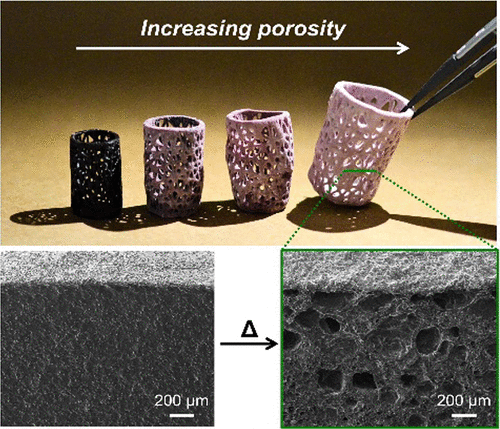 Increasing porosity
Δ
200 µm
200 µm